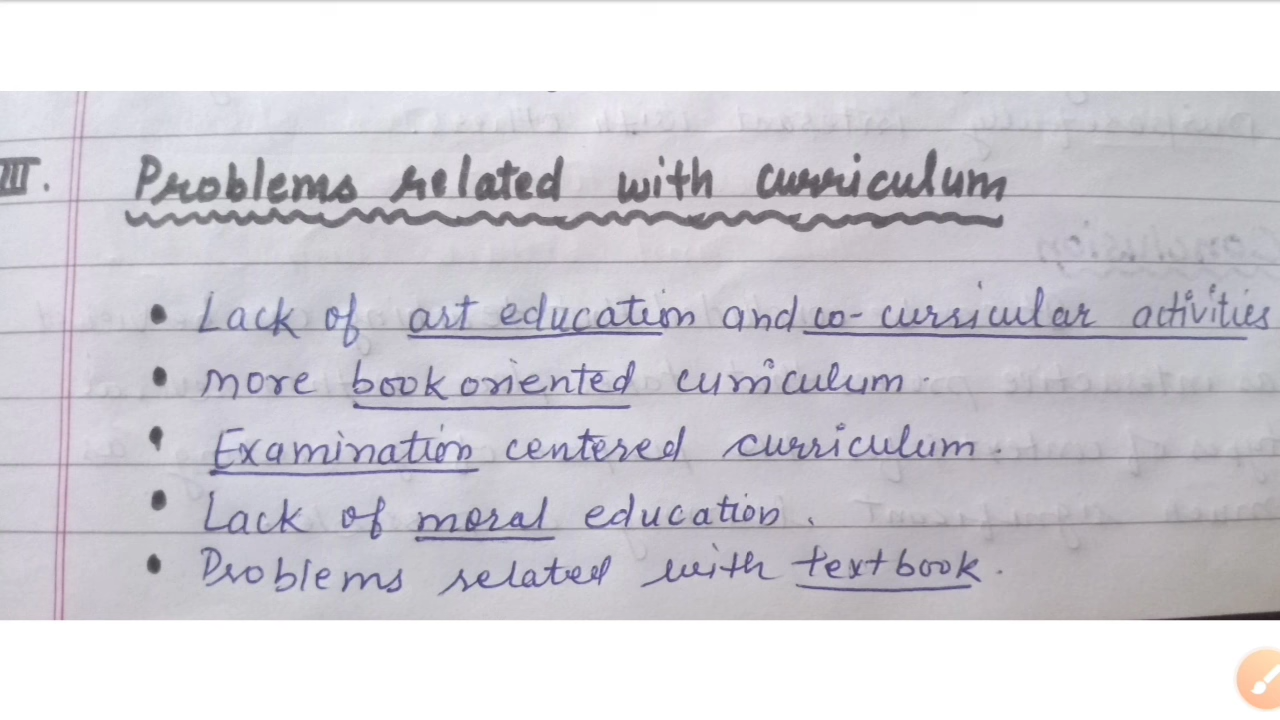 III. Problems related with curriculum
• Lack of art education and co-curricular activities
• more book oriented curriculum.
• Examination centered curriculum.
• Lack of moral education.
• Problems related with textbook.